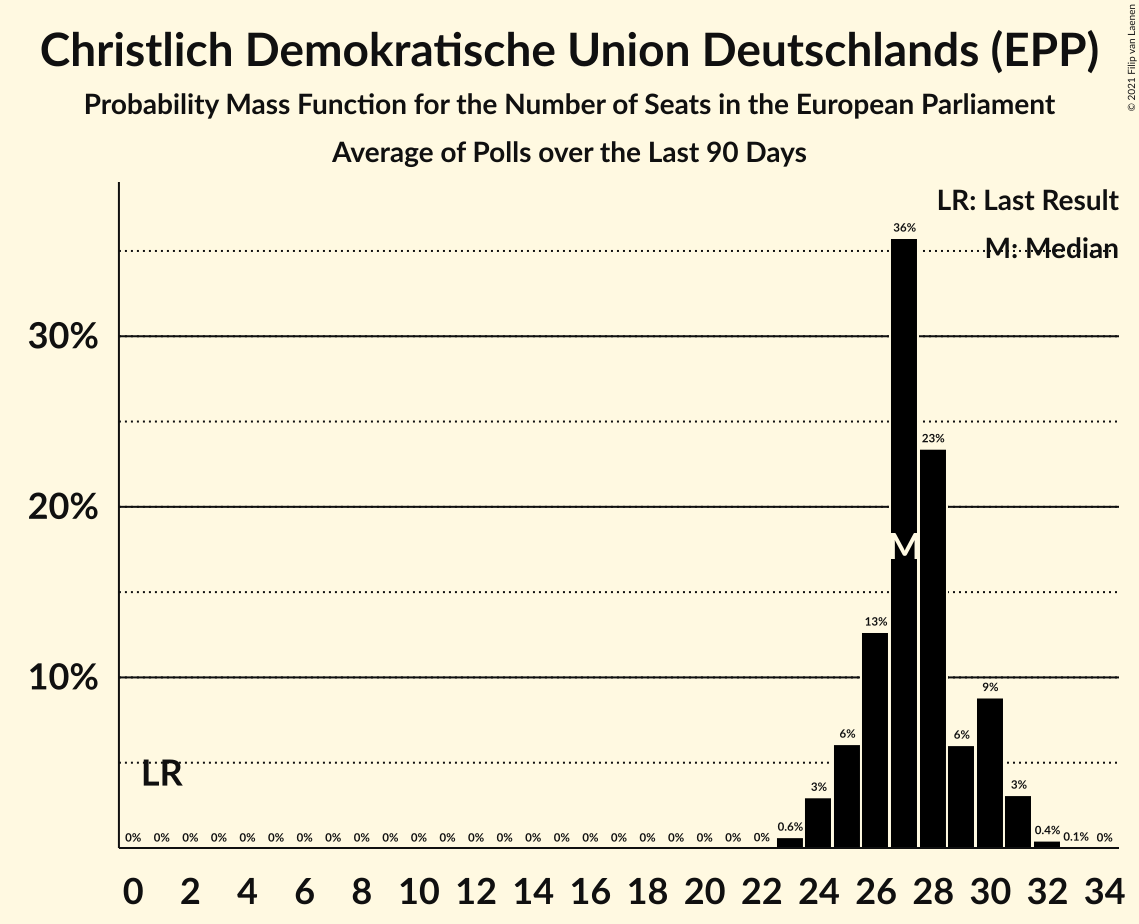 Christlich Demokratische Union Deutschlands (EPP)
Probability Mass Function for the Number of Seats in the European Parliament
Average of Polls over the Last 90 Days
© 2021 Filip van Laenen
LR: Last Result
M: Median
36%
30%
23%
20%
M
13%
10%
9%
6%
6%
LR
3%
3%
0% 0% 0% 0% 0% 0% 0% 0% 0% 0% 0% 0% 0% 0% 0% 0% 0% 0% 0% 0% 0% 0% 0% 0.6% 0.4% 0.1% 0%
0 2 4 6 8 10 12 14 16 18 20 22 24 26 28 30 32 34